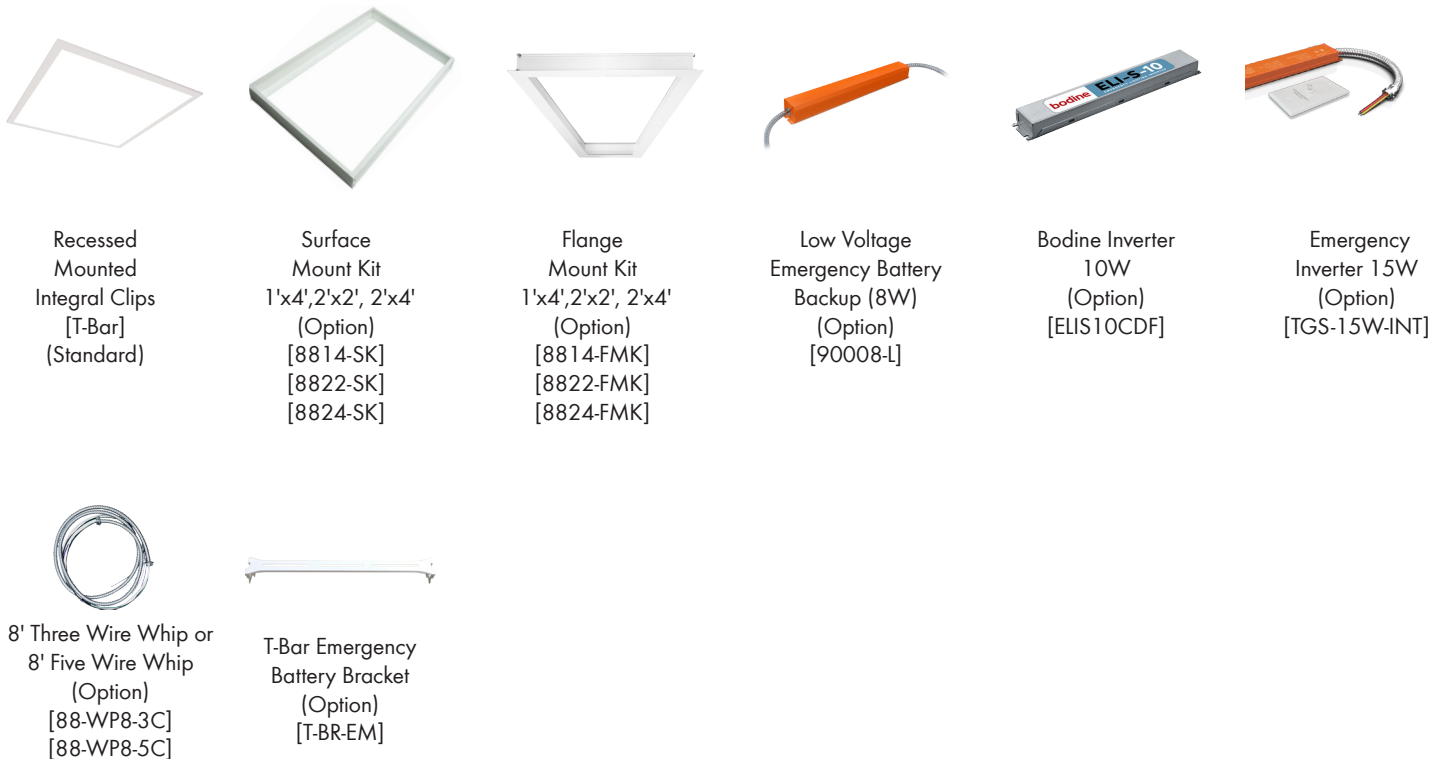 bodine ELI-S-10
Recessed
Mounted
Integral Clips
[T-Bar]
(Standard)
Surface
Mount Kit
1'x4',2'x2', 2'x4'
(Option)
[8814-SK]
[8822-SK]
[8824-SK]
Flange
Mount Kit
1'x4',2'x2', 2'x4'
(Option)
[8814-FMK]
[8822-FMK]
[8824-FMK]
Low Voltage
Emergency Battery
Backup (8W)
(Option)
[90008-L]
Bodine Inverter
10W
(Option)
[ELIS10CDF]
Emergency
Inverter 15W
(Option)
[TGS-15W-INT]
8' Three Wire Whip or
8' Five Wire Whip
(Option)
[88-WP8-3C]
[88-WP8-5C]
T-Bar Emergency
Battery Bracket
(Option)
[T-BR-EM]